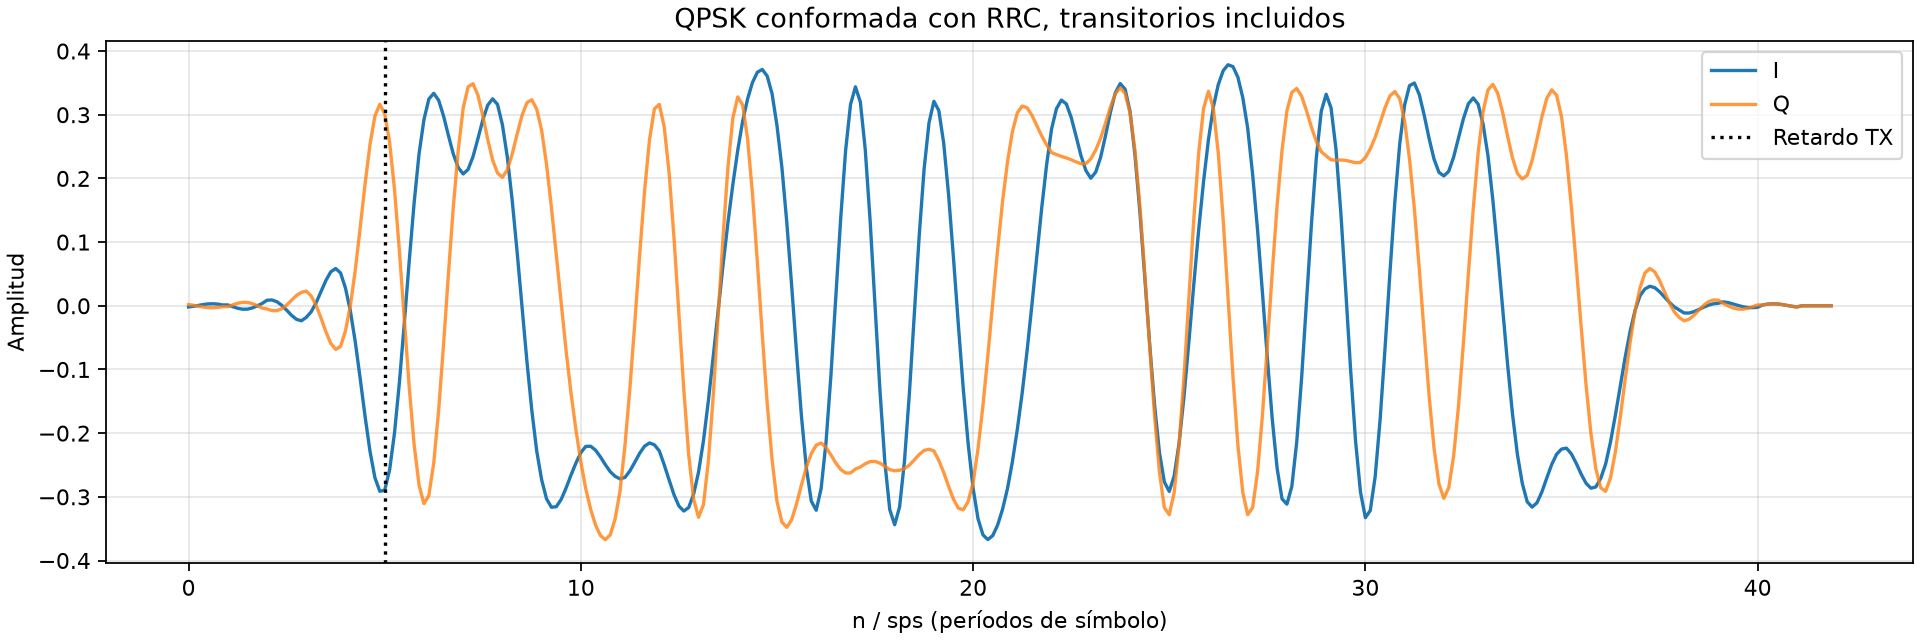 QPSK conformada con RRC, transitorios incluidos
0.4
0.3
0.2
0.1
0.0
−0.1
−0.2
−0.3
−0.4
Amplitud
I
Q
Retardo TX
0
10
20
30
40
n / sps (períodos de símbolo)